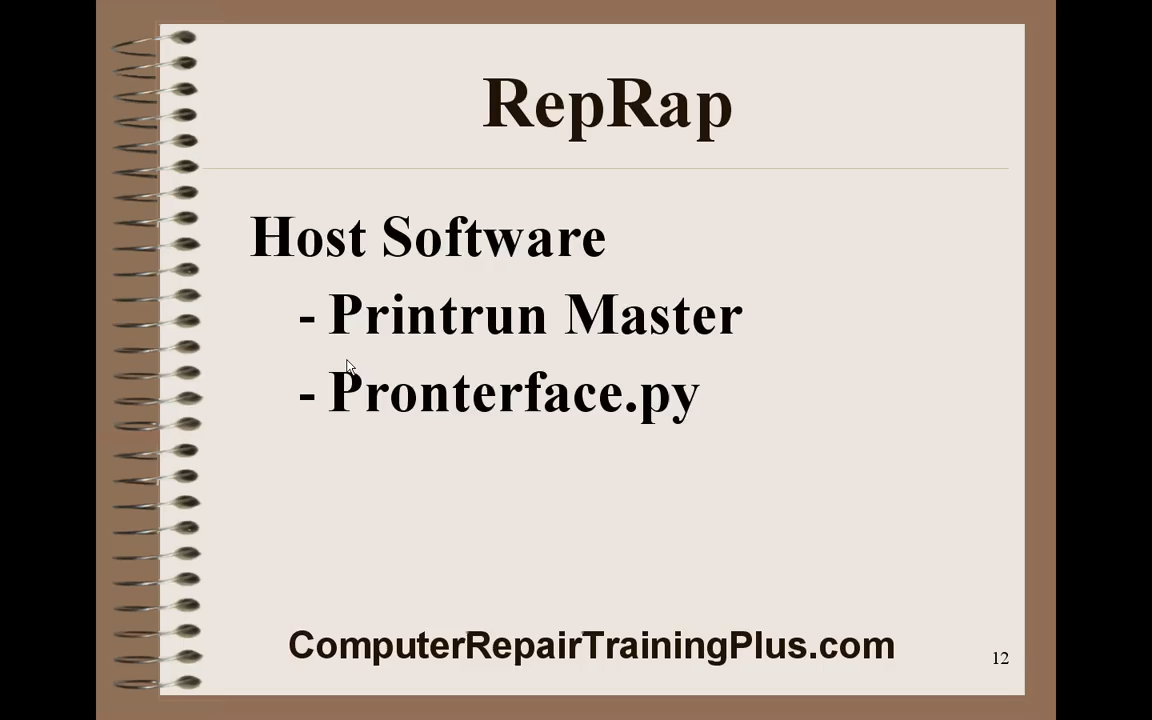 RepRap
Host Software
- Printrun Master
- Pronterface.py
ComputerRepairTrainingPlus.com
12